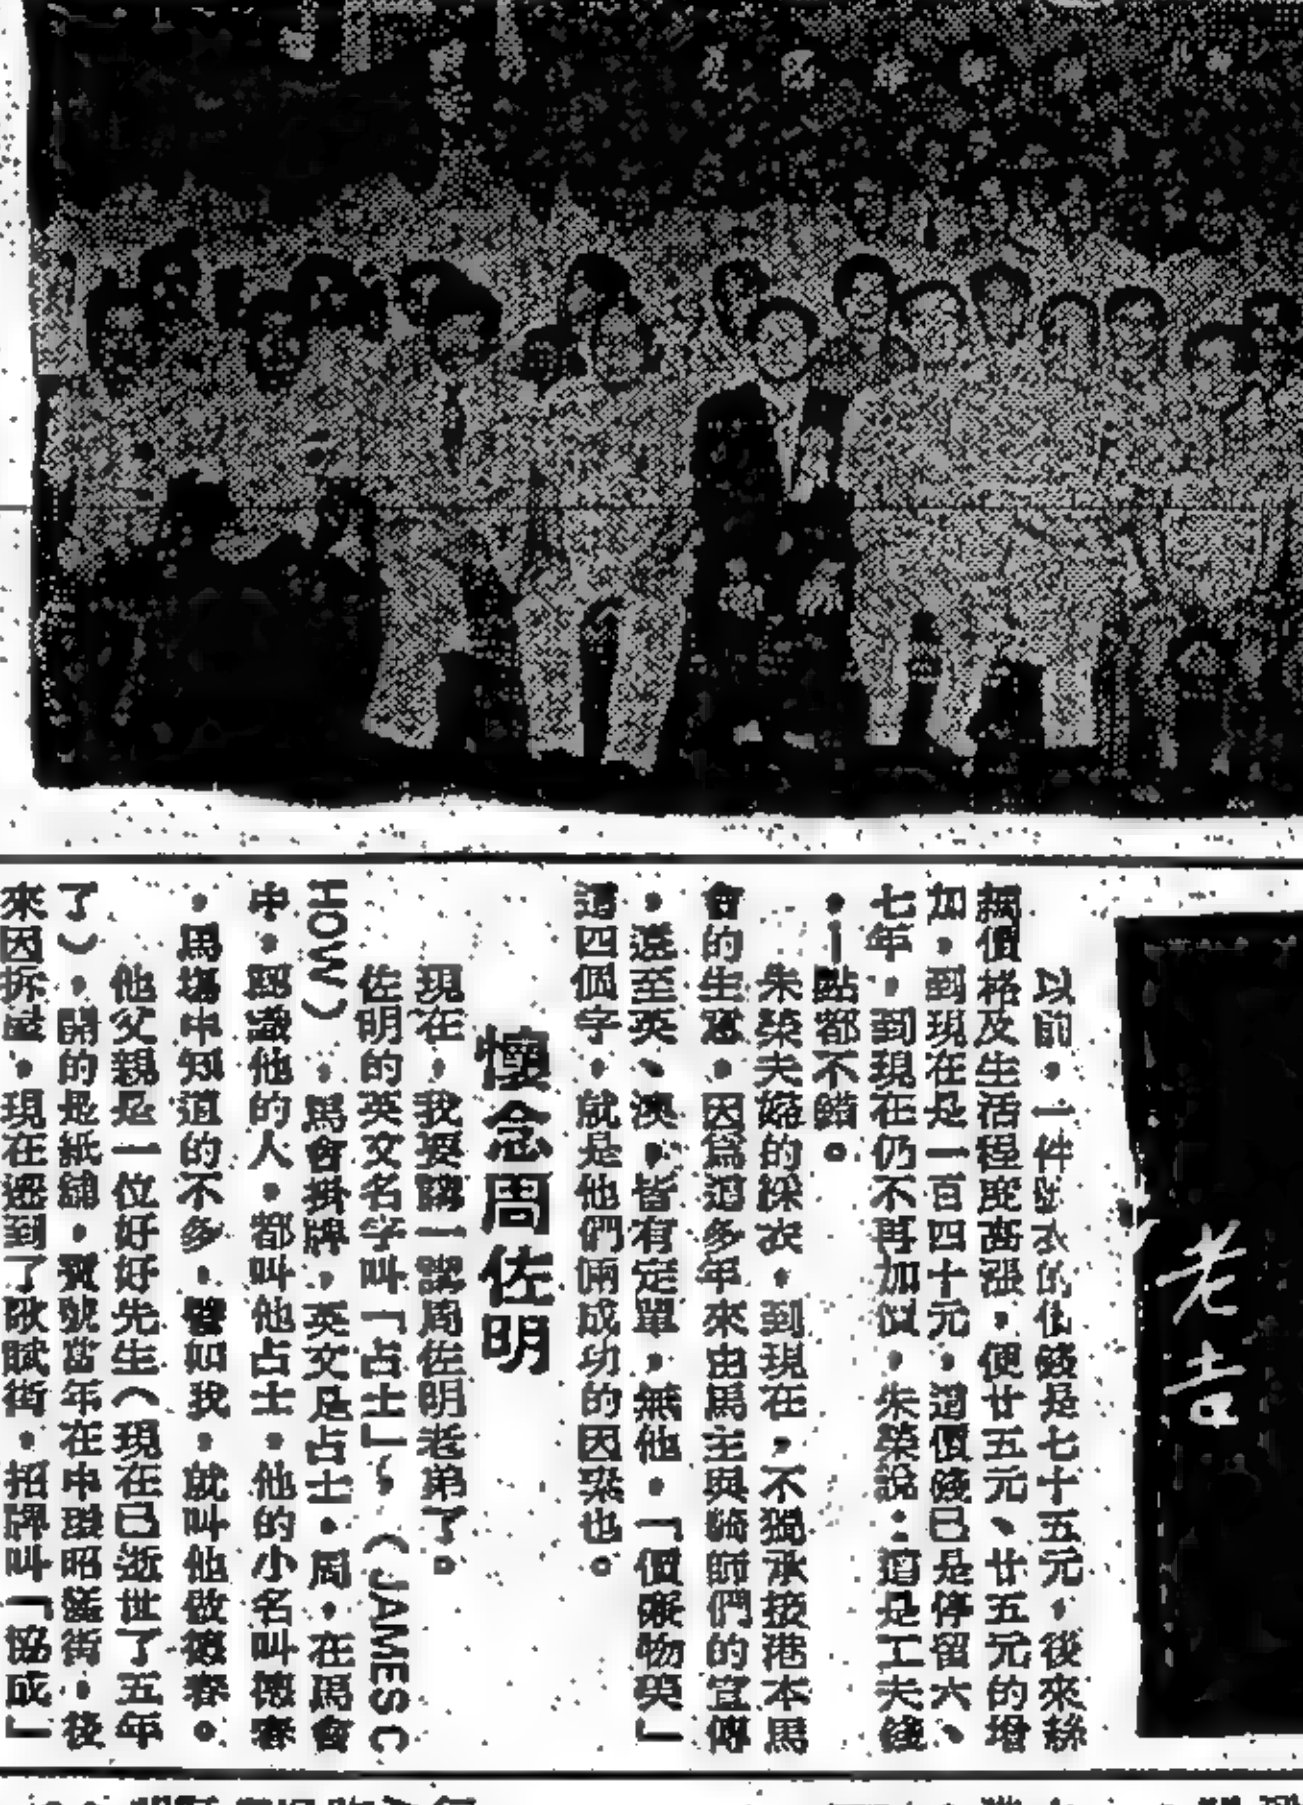 老吉
以前,一件綵衣的價錢是七十五元,後來絲
綢價格及生活程度高漲,便廿五元、廿五元的增
加,到現在是一百四十元,這價錢已是停留六、
七年,到現在仍不再加價,朱榮說:這是工夫錢
,一點都不錯。
朱榮夫婦的綵衣,到現在,不獨承接港本馬
會的生意,因爲這多年來由馬主與騎師們的宣傳
,遠至英、澳,皆有定單,無他,「價廉物美」
這四個字,就是他們倆成功的因素也。
懷念周佐明
現在,我要講一講周佐明老弟了。
佐明的英文名字叫「占士」,(JAMES C
HOW),馬會掛牌,英文是占士·周,在馬會
中,認識他的人,都叫他占士,他的小名叫德春
,馬場中知道的不多,譬如我,就叫他做德春。
他父親是一位好好先生(現在已逝世了五年
了),開的是紙舖,寶號當年在中環昭隆街,後
來因拆屋,現在遷到了歌賦街,招牌叫「協成」